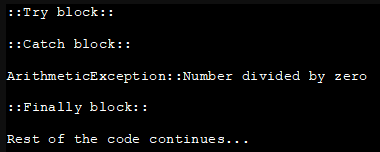 ::Try block::
::Catch block::
ArithmeticException::Number divided by zero
::Finally block::
Rest of the code continues...